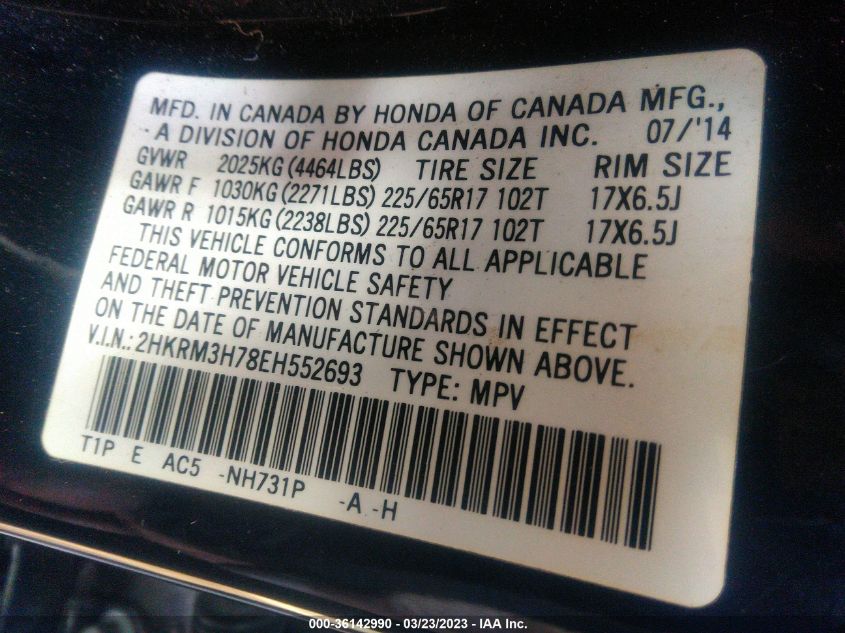 MFD. IN CANADA BY HONDA OF CANADA MFG.,
-A DIVISION OF HONDA CANADA INC. 07/'14
GVWR 2025KG (4464LBS) TIRE SIZE RIM SIZE
GAWR F 1030KG (2271LBS) 225/65R17 102T 17X6.5J
GAWR R 1015KG (2238LBS) 225/65R17 102T 17X6.5J
THIS VEHICLE CONFORMS TO ALL APPLICABLE
FEDERAL MOTOR VEHICLE SAFETY
AND THEFT PREVENTION STANDARDS IN EFFECT
ON THE DATE OF MANUFACTURE SHOWN ABOVE.
V.I.N.: 2HKRM3H78EH552693 TYPE: MPV
T1P E AC5 -NH731P -A -H
000-36142990 - 03/23/2023 - IAA Inc.